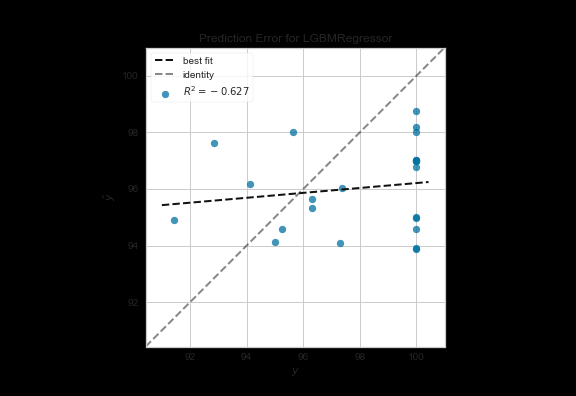 Prediction Error for LGBMRegressor
best fit
identity
R² = −0.627
ŷ
100
98
96
94
92
92 94 96 98 100
y